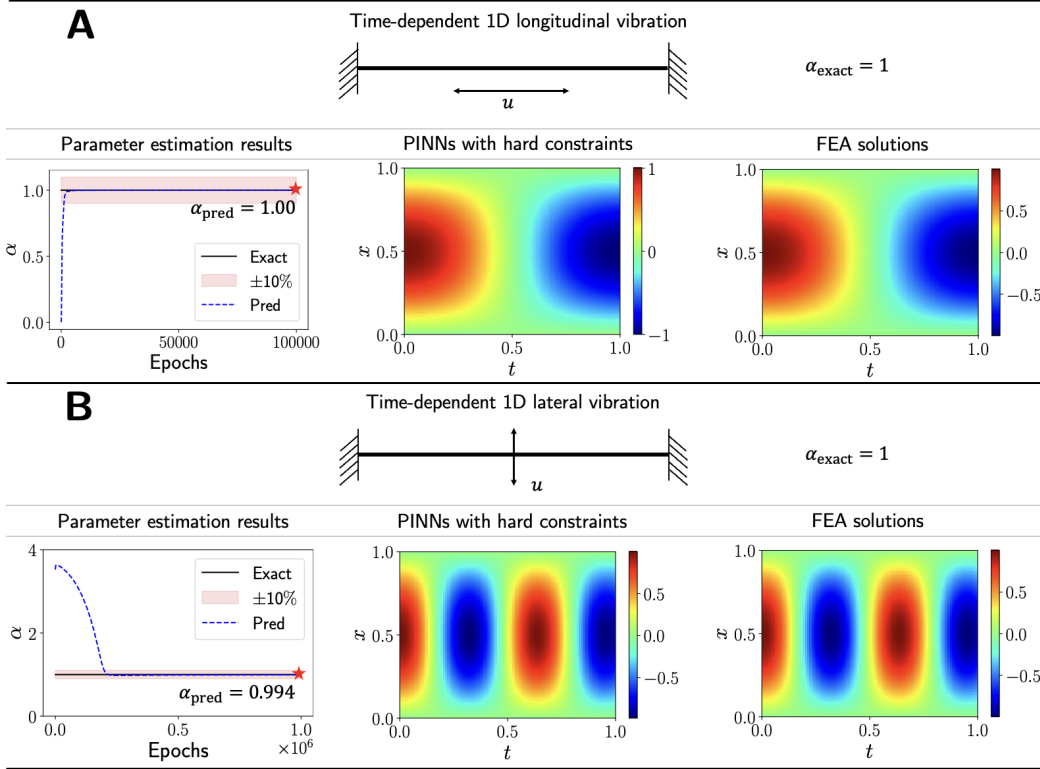 A
Time-dependent 1D longitudinal vibration
u
α_exact = 1
Parameter estimation results
PINNs with hard constraints
FEA solutions
α
1.0
0.5
0.0
α_pred = 1.00
Exact
±10%
Pred
0 50000 100000
Epochs
x
1.0
0.5
0.0
0.0 0.5 1.0
t
1
0
−1
x
1.0
0.5
0.0
0.0 0.5 1.0
t
0.5
0.0
−0.5
B
Time-dependent 1D lateral vibration
u
α_exact = 1
Parameter estimation results
PINNs with hard constraints
FEA solutions
α
4
2
0
Exact
±10%
Pred
α_pred = 0.994
0.0 0.5 1.0
Epochs
×10⁶
x
1.0
0.5
0.0
0.0 0.5 1.0
t
0.5
0.0
−0.5
x
1.0
0.5
0.0
0.0 0.5 1.0
t
0.5
0.0
−0.5